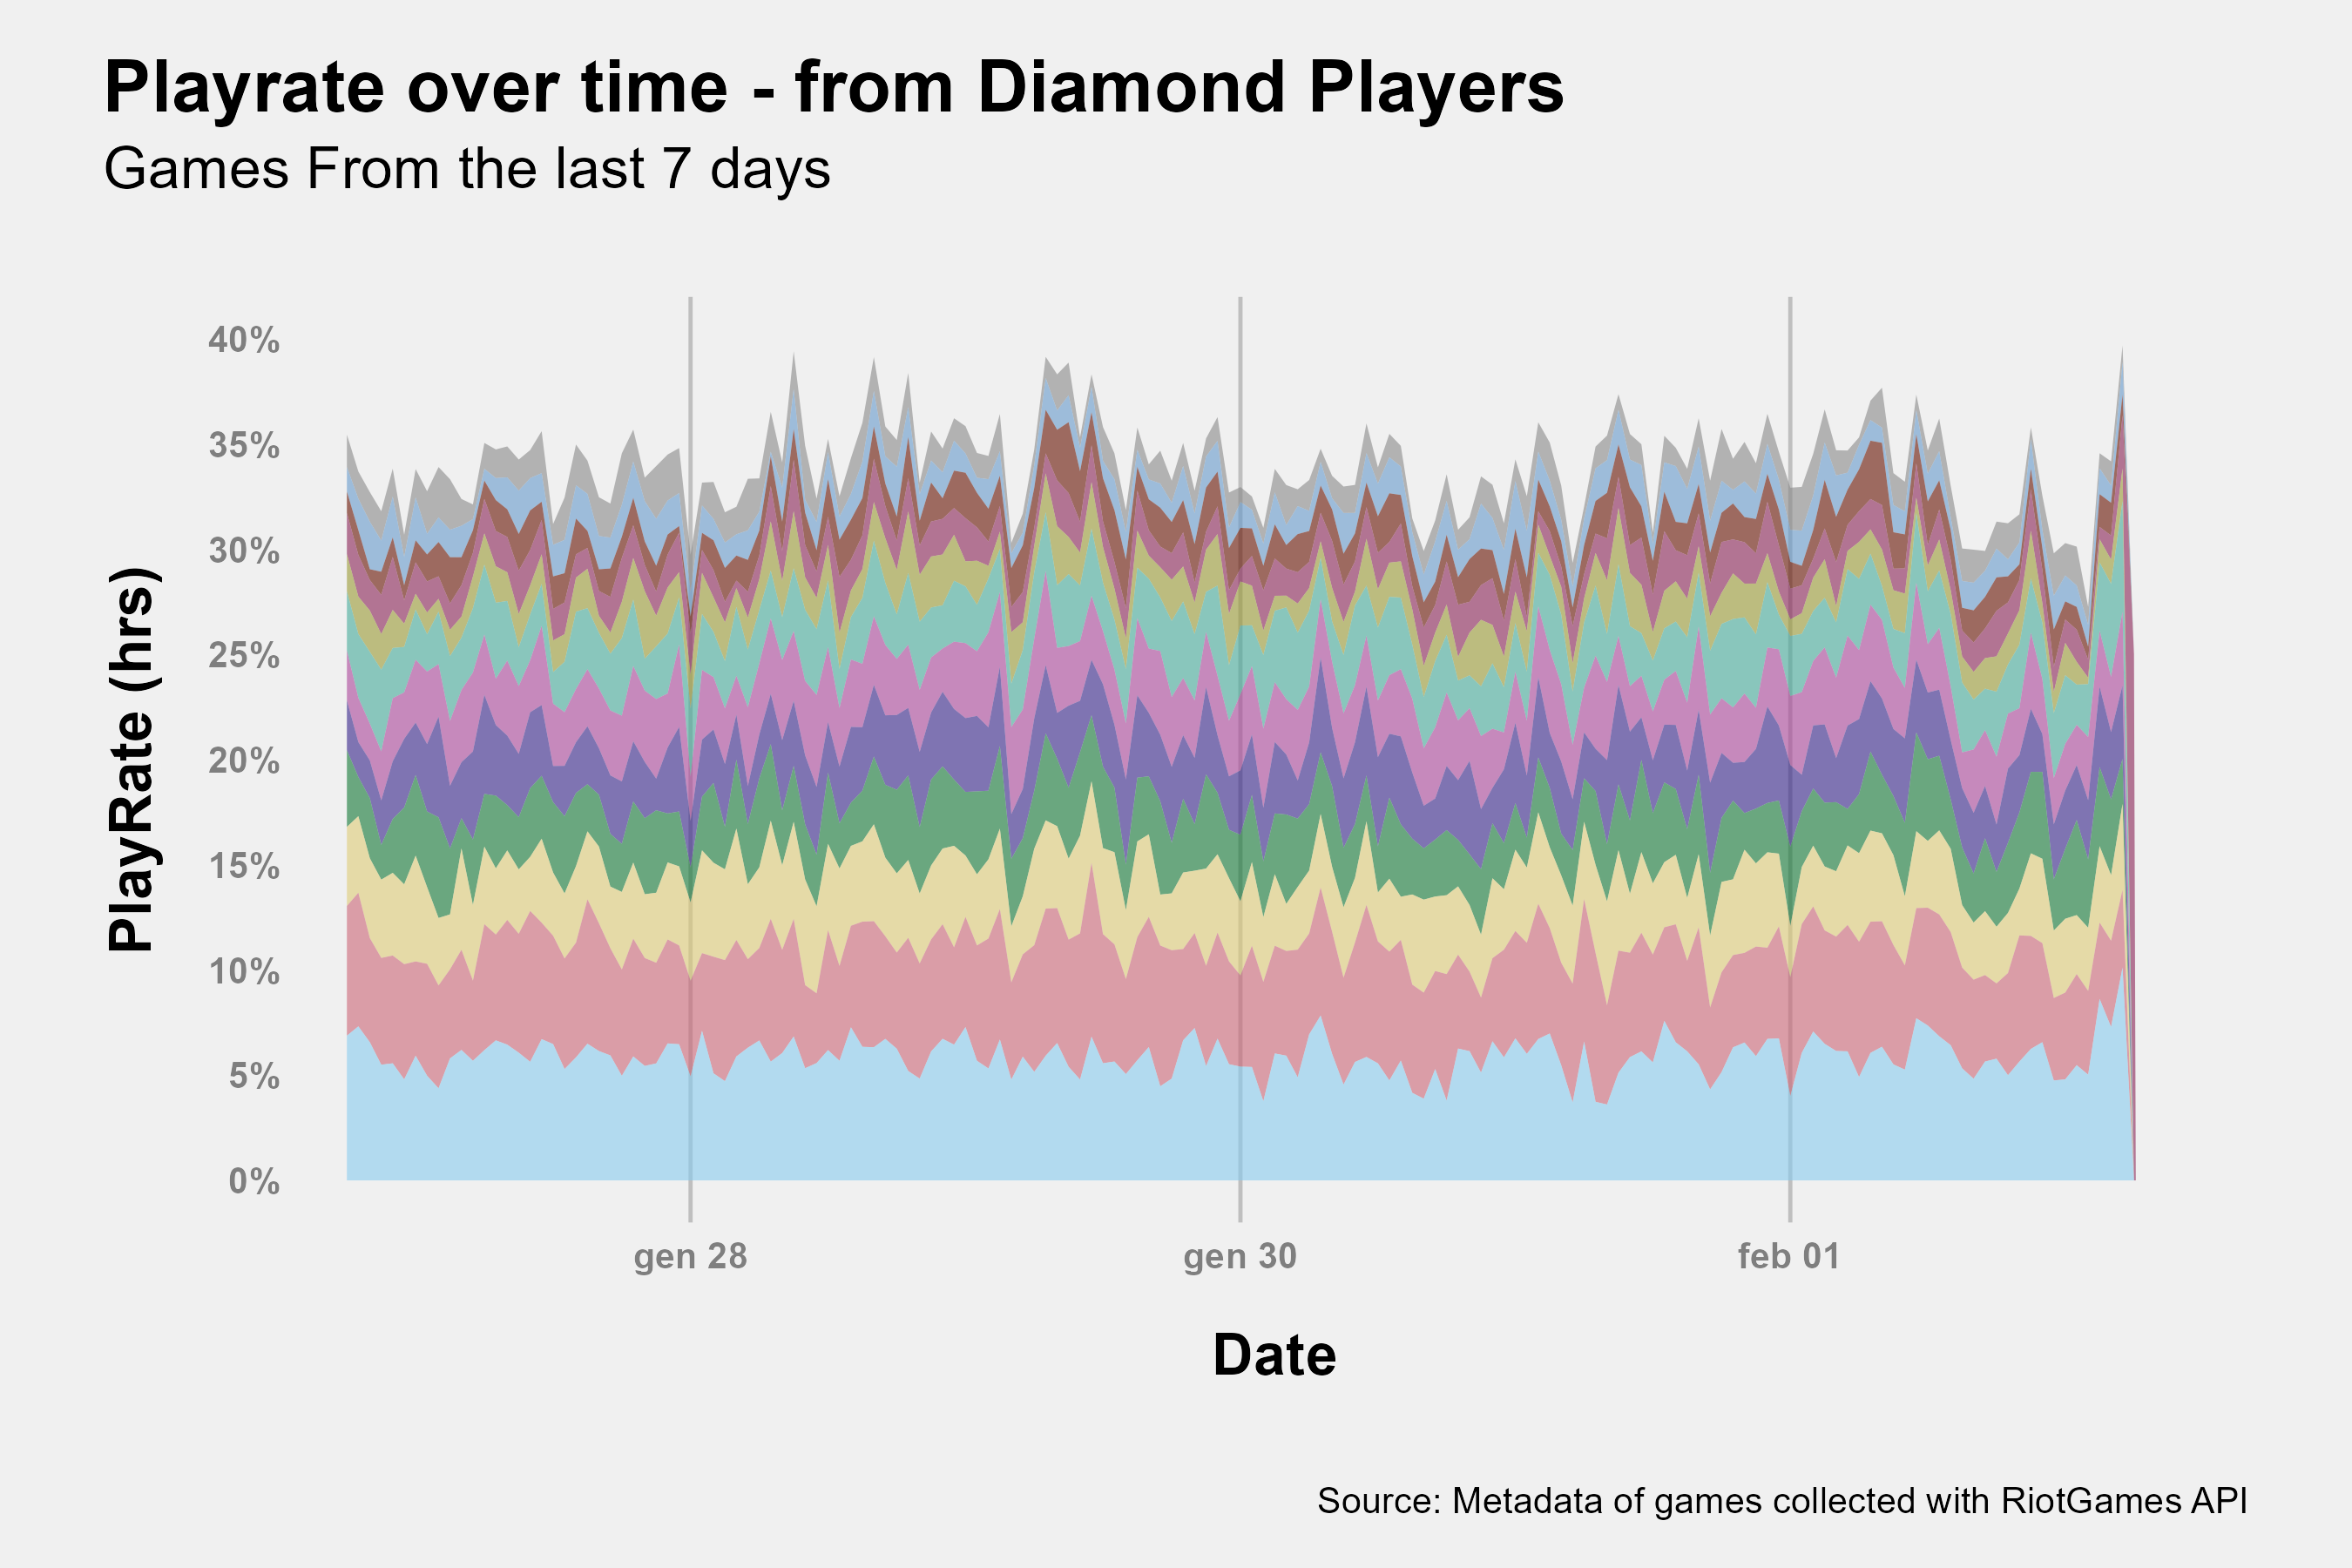 Playrate over time - from Diamond Players
Games From the last 7 days
PlayRate (hrs)
40%
35%
30%
25%
20%
15%
10%
5%
0%
gen 28
gen 30
feb 01
Date
Source: Metadata of games collected with RiotGames API